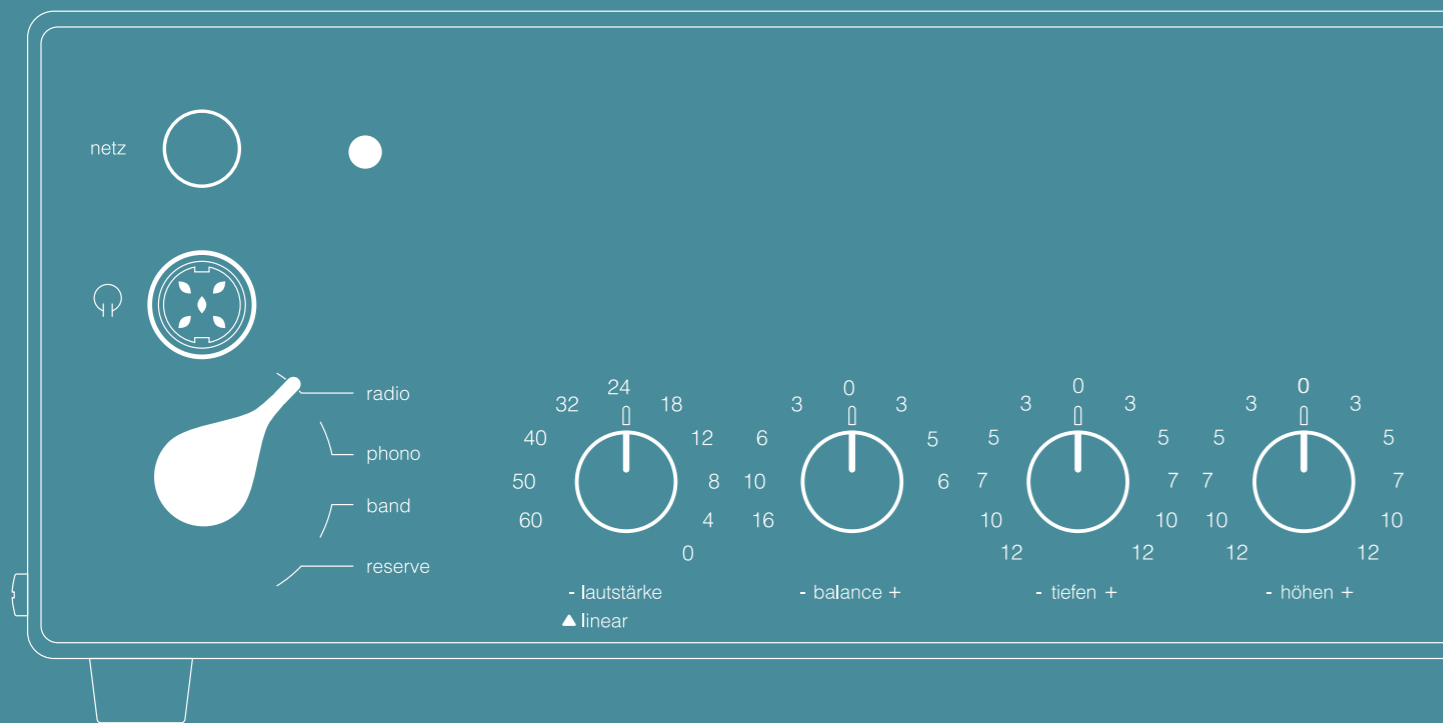 netz
radio
phono
band
reserve
24
32 18
40 12
50 8
60 4
0
- lautstärke
▲ linear
0
3 3
6 5
10 6
16
- balance +
0
3 3
5 5
7 7
10 10
12 12
- tiefen +
0
3 3
5 5
7 7
10 10
12 12
- höhen +